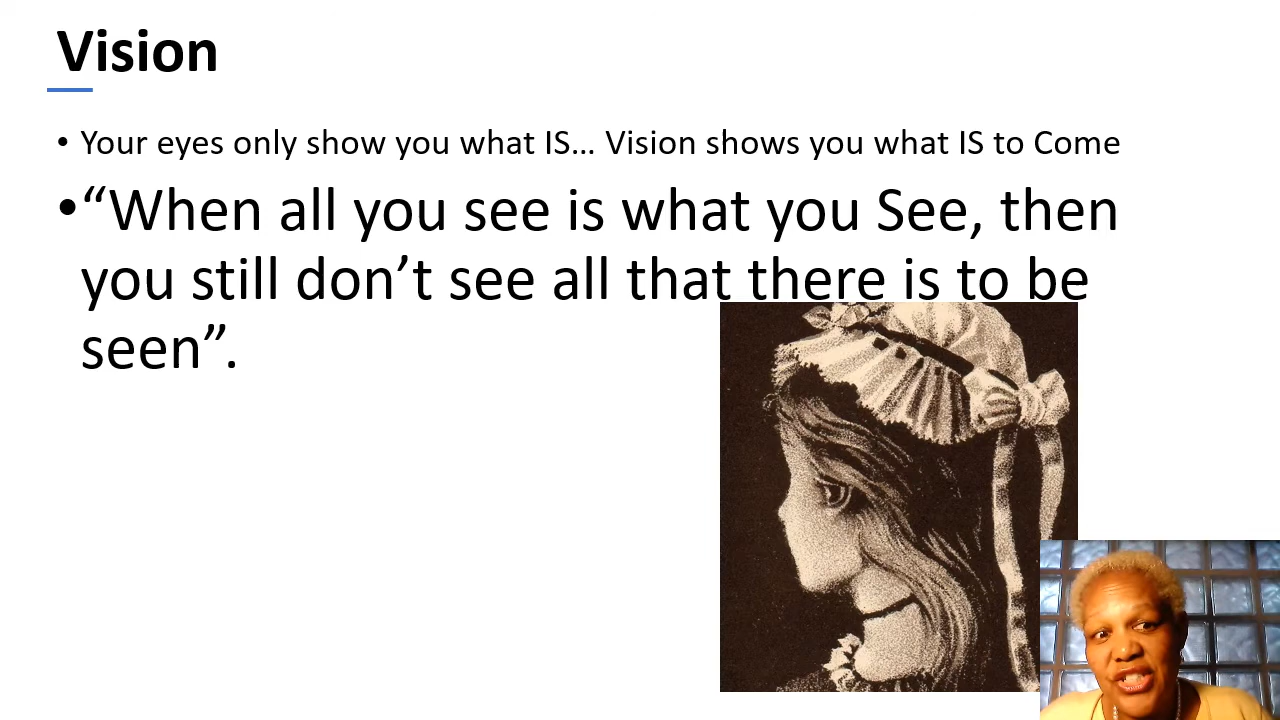 Vision
• Your eyes only show you what IS... Vision shows you what IS to Come
•“When all you see is what you See, then
you still don’t see all that there is to be
seen”.